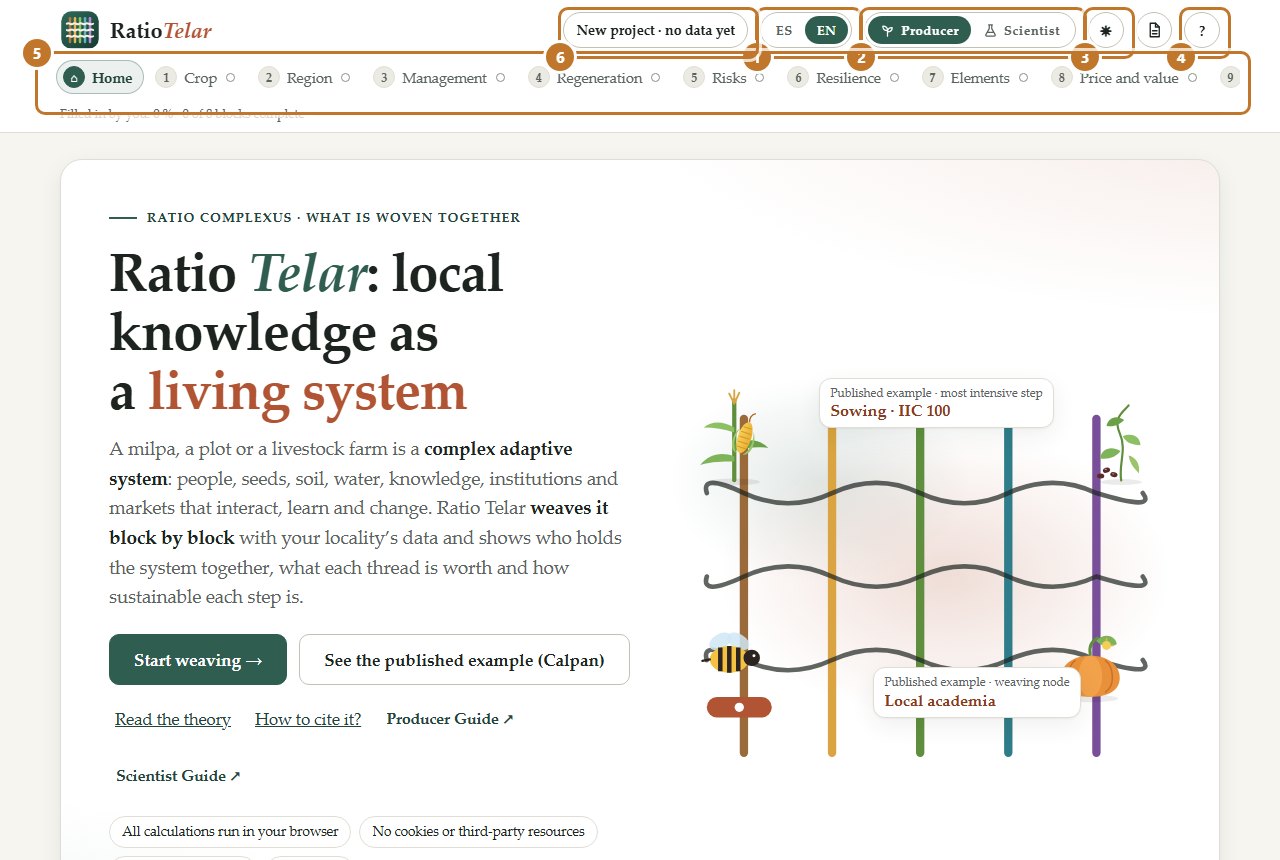 RatioTelar
New project · no data yet
ES EN
Producer Scientist
?
5 6 2 3 4
Home 1 Crop 2 Region 3 Management 4 Regeneration 5 Risks 6 Resilience 7 Elements 8 Price and value 9
RATIO COMPLEXUS · WHAT IS WOVEN TOGETHER
Ratio Telar: local
knowledge as
a living system
A milpa, a plot or a livestock farm is a complex adaptive
system: people, seeds, soil, water, knowledge, institutions and
markets that interact, learn and change. Ratio Telar weaves it
block by block with your locality’s data and shows who holds
the system together, what each thread is worth and how
sustainable each step is.
Start weaving →
See the published example (Calpan)
Read the theory How to cite it? Producer Guide ↗
Scientist Guide ↗
All calculations run in your browser
No cookies or third-party resources
Published example · most intensive step
Sowing · IIC 100
Published example · weaving node
Local academia